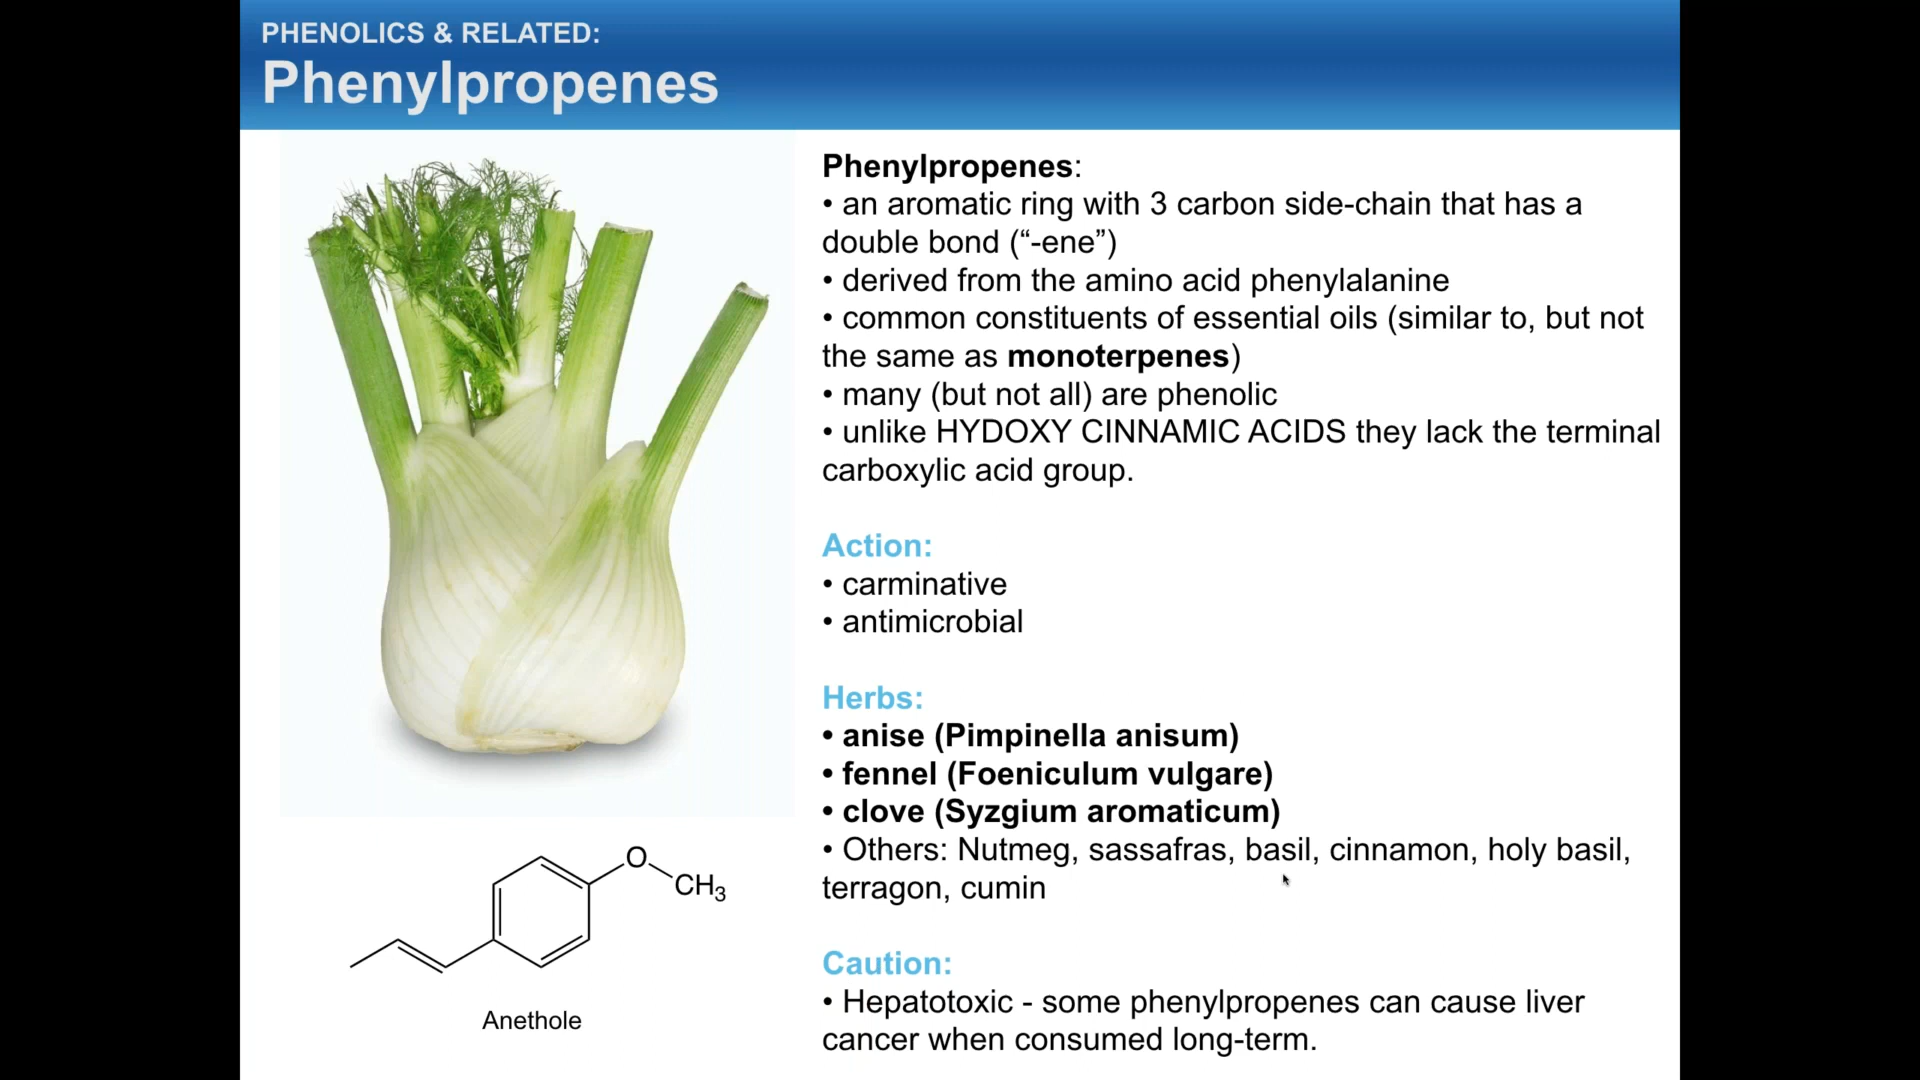 PHENOLICS & RELATED:
Phenylpropenes
Phenylpropenes:
• an aromatic ring with 3 carbon side-chain that has a
double bond (“-ene”)
• derived from the amino acid phenylalanine
• common constituents of essential oils (similar to, but not
the same as monoterpenes)
• many (but not all) are phenolic
• unlike HYDOXY CINNAMIC ACIDS they lack the terminal
carboxylic acid group.
Action:
• carminative
• antimicrobial
Herbs:
• anise (Pimpinella anisum)
• fennel (Foeniculum vulgare)
• clove (Syzgium aromaticum)
• Others: Nutmeg, sassafras, basil, cinnamon, holy basil,
terragon, cumin
Caution:
• Hepatotoxic - some phenylpropenes can cause liver
cancer when consumed long-term.
O
CH3
Anethole